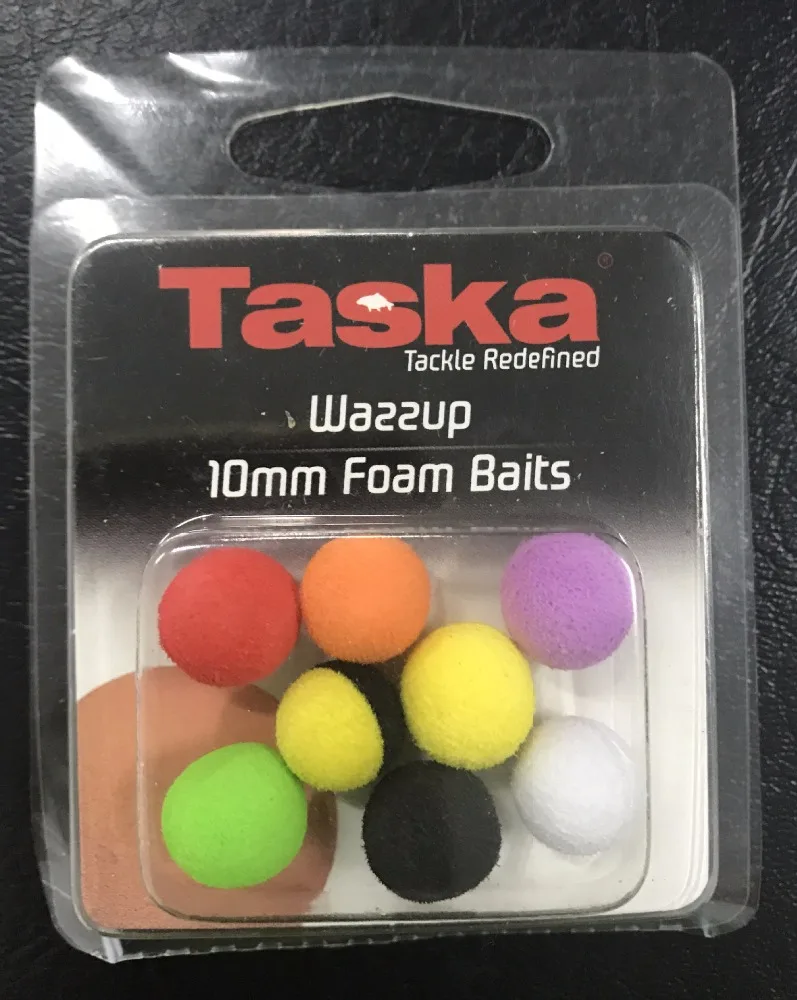 Taska®
Tackle Redefined
Wazzup
10mm Foam Baits